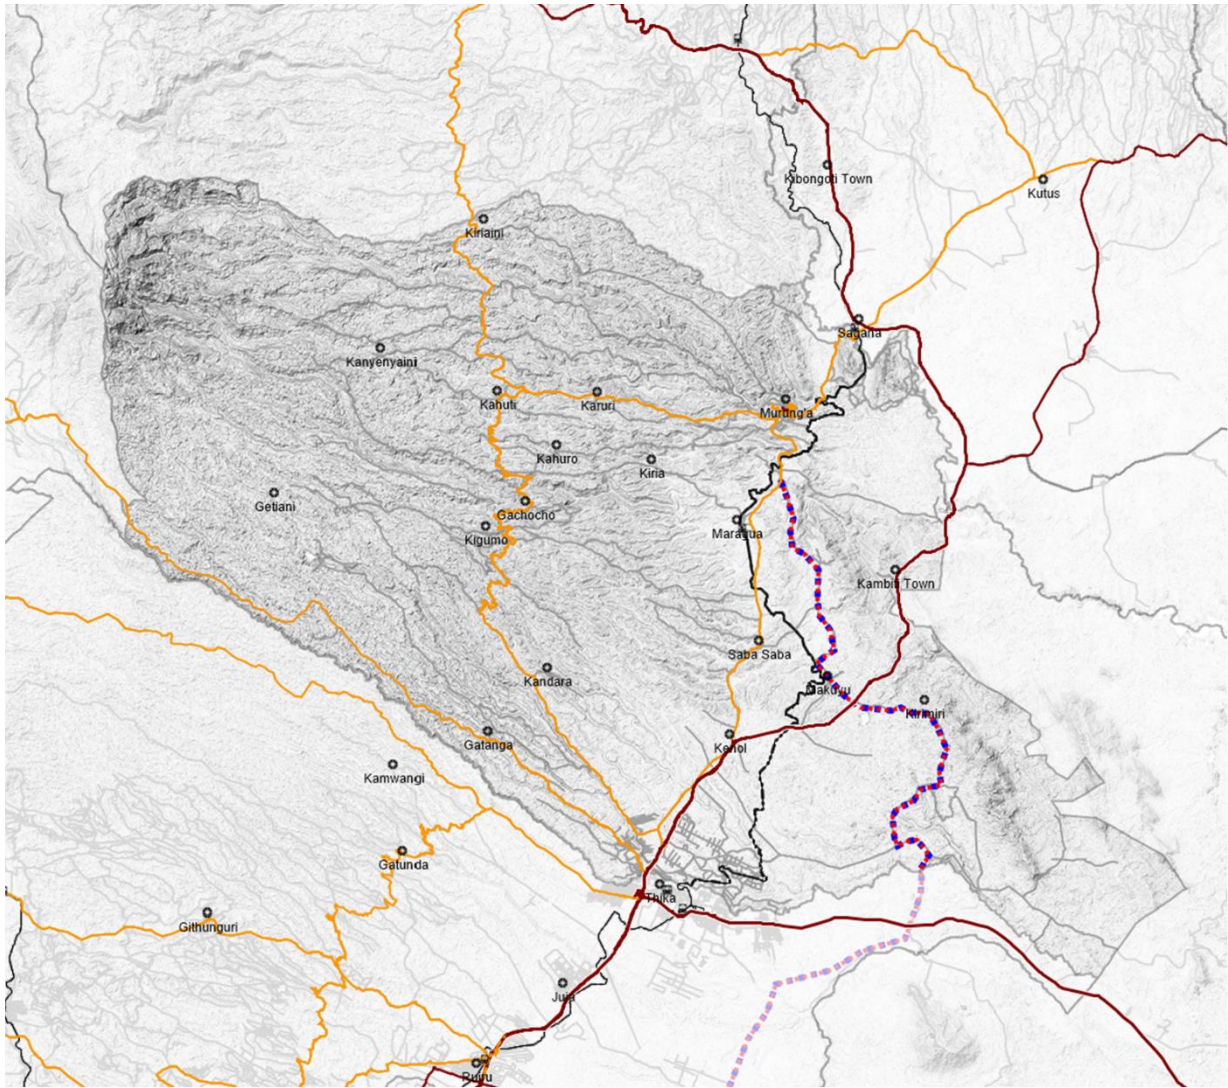 Kibongoti Town
Kutus
Kiriaini
Sagana
Kanyenyaini
Kahuti
Karuri
Murang'a
Kahuro
Kiria
Getiani
Gachocho
Kigumo
Maragua
Kambiti Town
Saba Saba
Kandara
Makuyu
Kirimiri
Gatanga
Kenol
Kamwangi
Gatunda
Thika
Githunguri
Juja
Ruiru